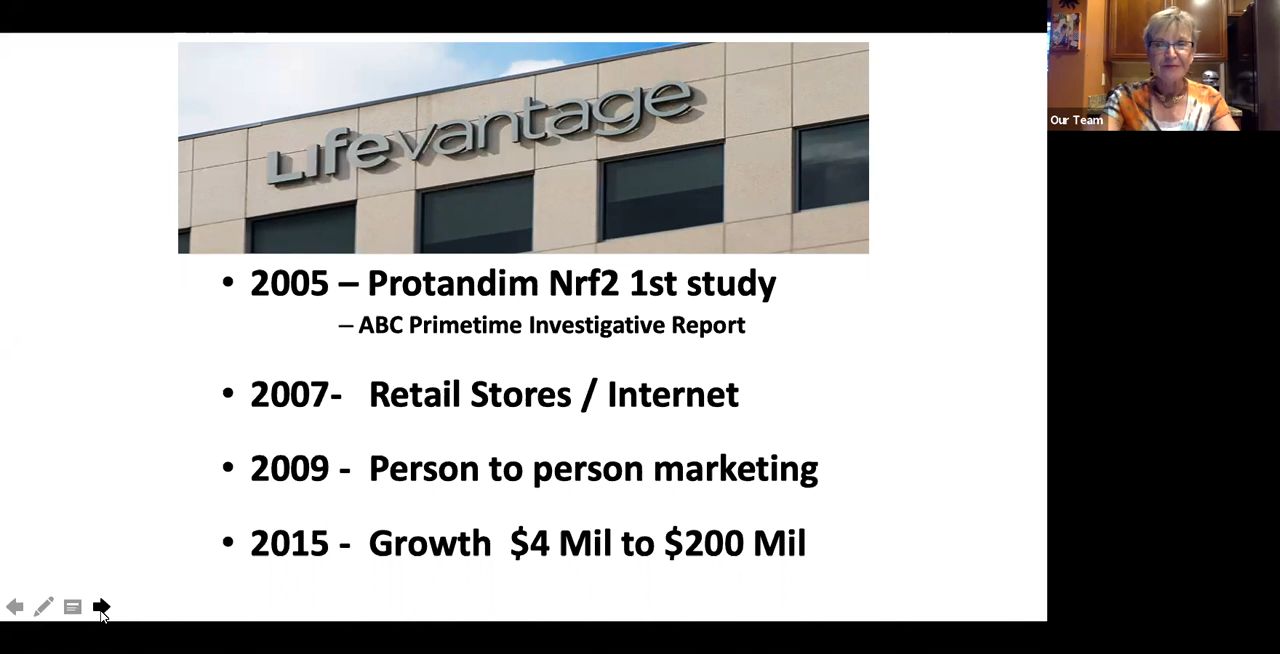 Lifevantage
Our Team
• 2005 – Protandim Nrf2 1st study
– ABC Primetime Investigative Report
• 2007- Retail Stores / Internet
• 2009 - Person to person marketing
• 2015 - Growth $4 Mil to $200 Mil